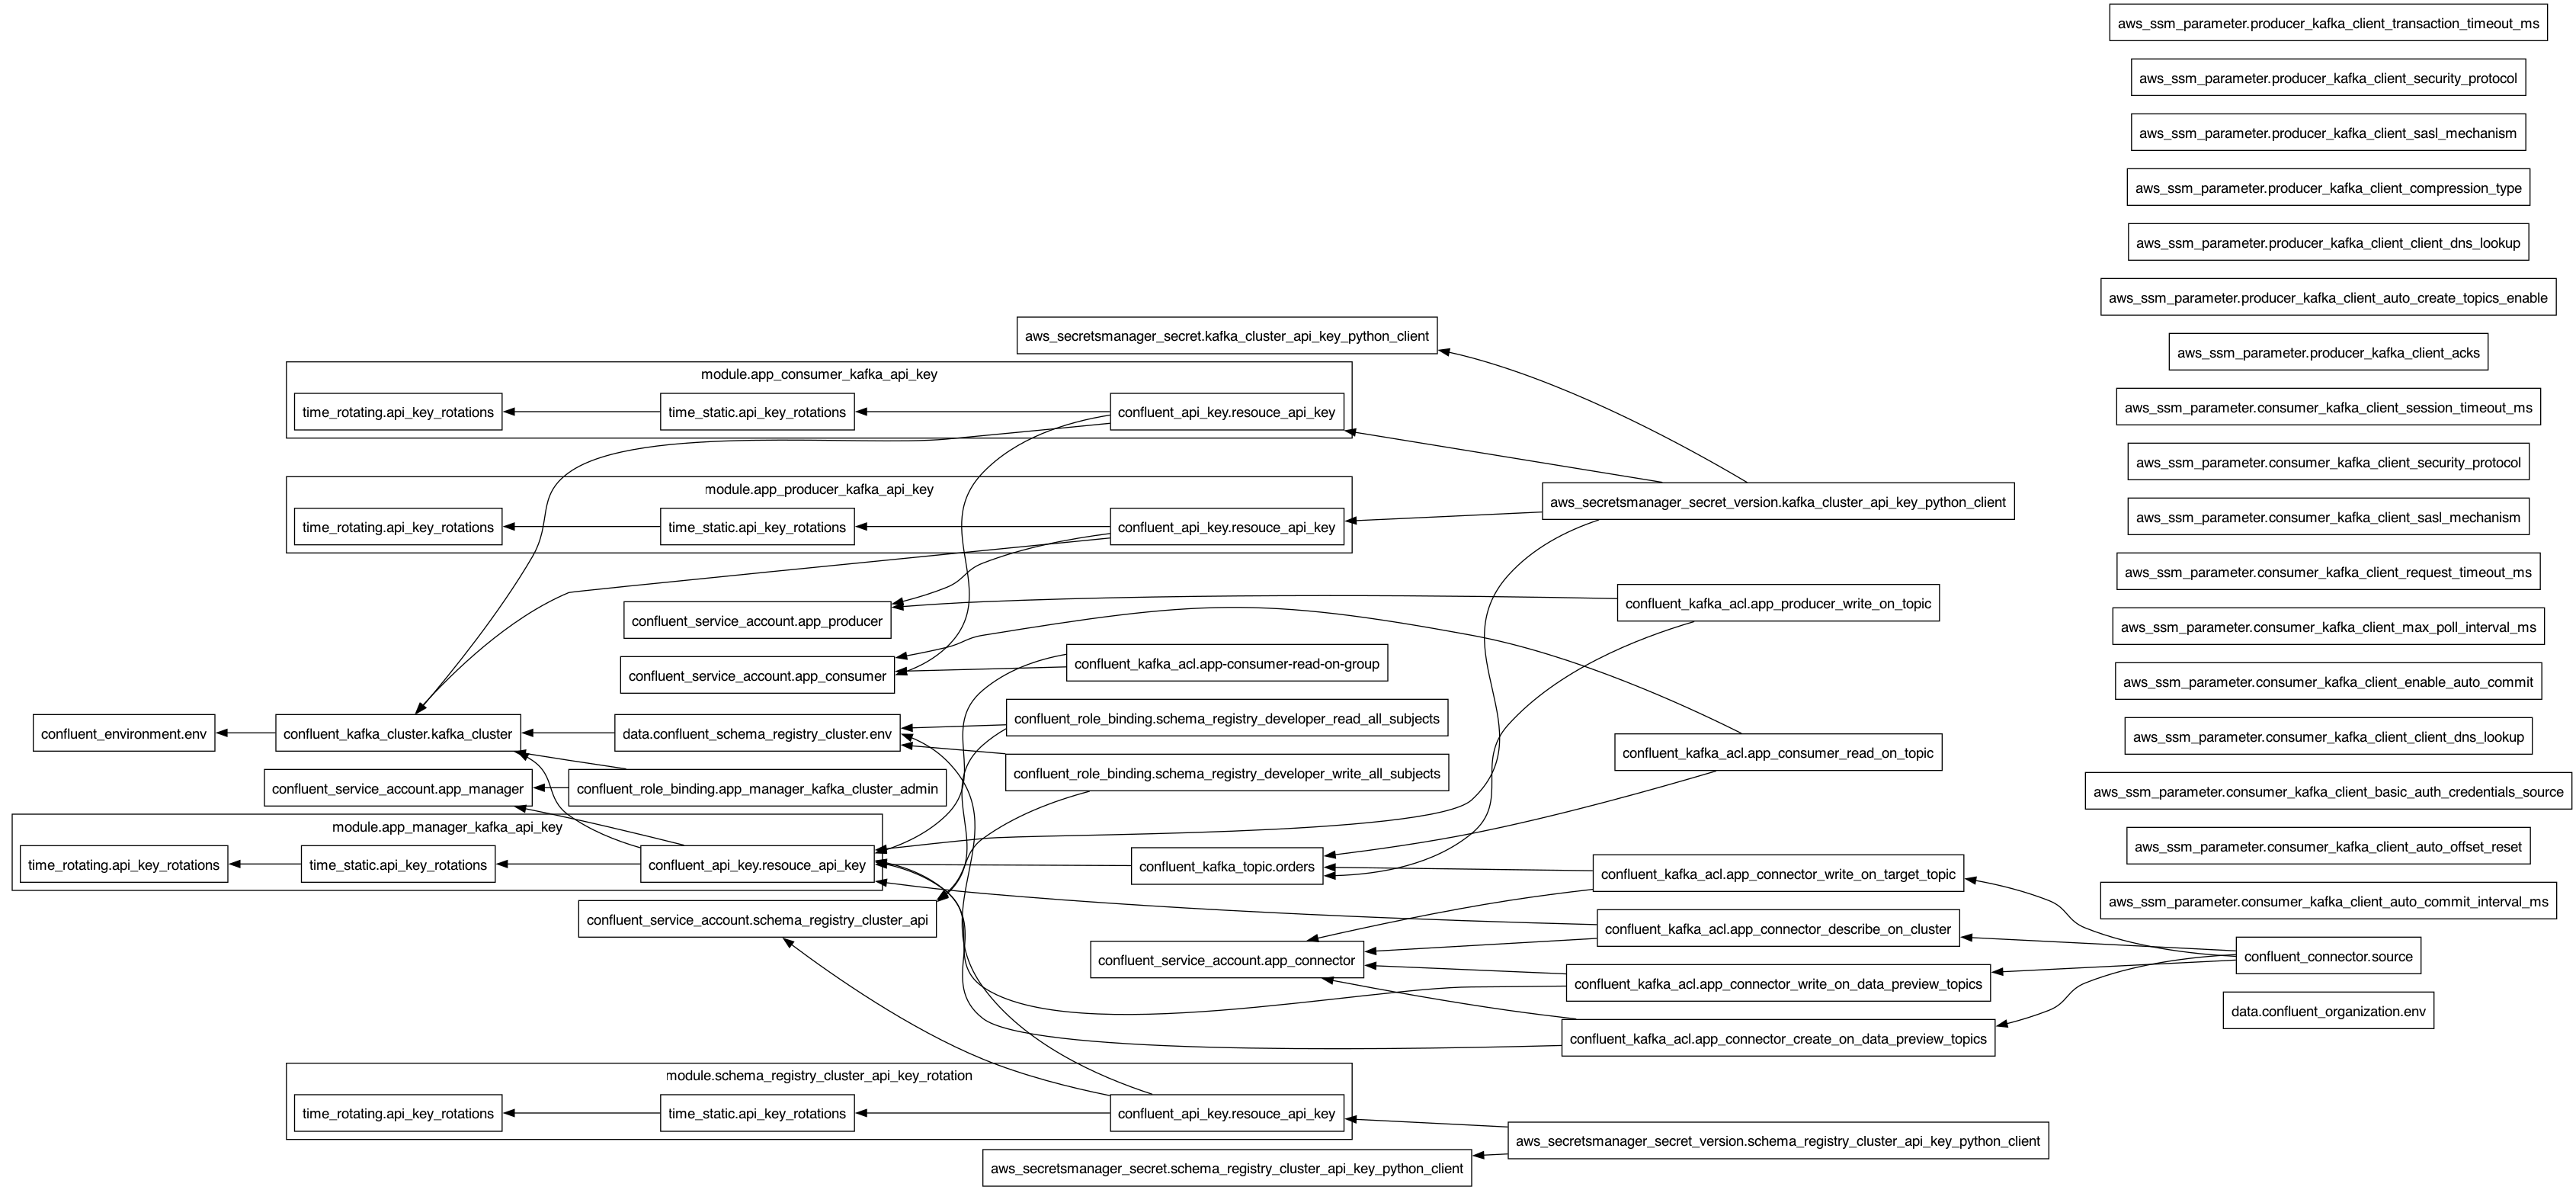 aws_ssm_parameter.producer_kafka_client_transaction_timeout_ms
aws_ssm_parameter.producer_kafka_client_security_protocol
aws_ssm_parameter.producer_kafka_client_sasl_mechanism
aws_ssm_parameter.producer_kafka_client_compression_type
aws_ssm_parameter.producer_kafka_client_client_dns_lookup
aws_ssm_parameter.producer_kafka_client_auto_create_topics_enable
aws_ssm_parameter.producer_kafka_client_acks
aws_ssm_parameter.consumer_kafka_client_session_timeout_ms
aws_ssm_parameter.consumer_kafka_client_security_protocol
aws_ssm_parameter.consumer_kafka_client_sasl_mechanism
aws_ssm_parameter.consumer_kafka_client_request_timeout_ms
aws_ssm_parameter.consumer_kafka_client_max_poll_interval_ms
aws_ssm_parameter.consumer_kafka_client_enable_auto_commit
aws_ssm_parameter.consumer_kafka_client_client_dns_lookup
aws_ssm_parameter.consumer_kafka_client_basic_auth_credentials_source
aws_ssm_parameter.consumer_kafka_client_auto_offset_reset
aws_ssm_parameter.consumer_kafka_client_auto_commit_interval_ms
confluent_connector.source
data.confluent_organization.env
aws_secretsmanager_secret.kafka_cluster_api_key_python_client
module.app_consumer_kafka_api_key
time_rotating.api_key_rotations
time_static.api_key_rotations
confluent_api_key.resouce_api_key
module.app_producer_kafka_api_key
time_rotating.api_key_rotations
time_static.api_key_rotations
confluent_api_key.resouce_api_key
aws_secretsmanager_secret_version.kafka_cluster_api_key_python_client
confluent_service_account.app_producer
confluent_kafka_acl.app_producer_write_on_topic
confluent_service_account.app_consumer
confluent_kafka_acl.app-consumer-read-on-group
confluent_role_binding.schema_registry_developer_read_all_subjects
confluent_environment.env
confluent_kafka_cluster.kafka_cluster
data.confluent_schema_registry_cluster.env
confluent_kafka_acl.app_consumer_read_on_topic
confluent_role_binding.schema_registry_developer_write_all_subjects
confluent_service_account.app_manager
confluent_role_binding.app_manager_kafka_cluster_admin
module.app_manager_kafka_api_key
time_rotating.api_key_rotations
time_static.api_key_rotations
confluent_api_key.resouce_api_key
confluent_kafka_topic.orders
confluent_kafka_acl.app_connector_write_on_target_topic
confluent_service_account.schema_registry_cluster_api
confluent_kafka_acl.app_connector_describe_on_cluster
confluent_service_account.app_connector
confluent_kafka_acl.app_connector_write_on_data_preview_topics
confluent_kafka_acl.app_connector_create_on_data_preview_topics
module.schema_registry_cluster_api_key_rotation
time_rotating.api_key_rotations
time_static.api_key_rotations
confluent_api_key.resouce_api_key
aws_secretsmanager_secret_version.schema_registry_cluster_api_key_python_client
aws_secretsmanager_secret.schema_registry_cluster_api_key_python_client